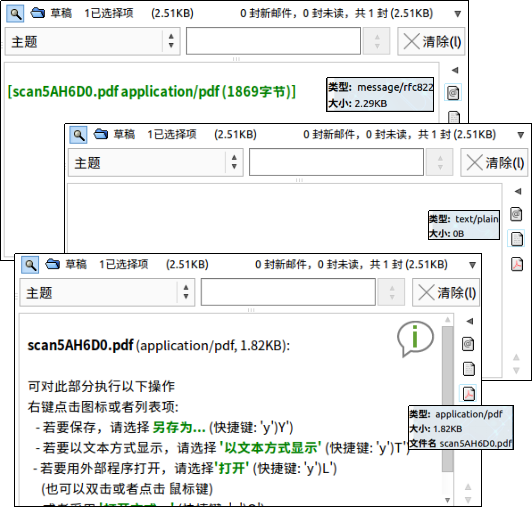 草稿 1已选择项 (2.51KB) 0 封新邮件，0 封未读，共 1 封 (2.51KB)
主题 清除(l)
[scan5AH6D0.pdf application/pdf (1869字节)]
类型: message/rfc822
大小: 2.29KB
草稿 1已选择项 (2.51KB) 0 封新邮件，0 封未读，共 1 封 (2.51KB)
主题 清除(l)
类型: text/plain
大小: 0B
草稿 1已选择项 (2.51KB) 0 封新邮件，0 封未读，共 1 封 (2.51KB)
主题 清除(l)
scan5AH6D0.pdf (application/pdf, 1.82KB):
可对此部分执行以下操作
右键点击图标或者列表项:
- 若要保存，请选择 另存为... (快捷键: 'y')Y')
- 若要以文本方式显示，请选择 '以文本方式显示' (快捷键: 'y')T')
- 若要用外部程序打开，请选择'打开' (快捷键: 'y')L')
(也可以双击或者点击 鼠标键)
类型: application/pdf
大小: 1.82KB
文件名 scan5AH6D0.pdf